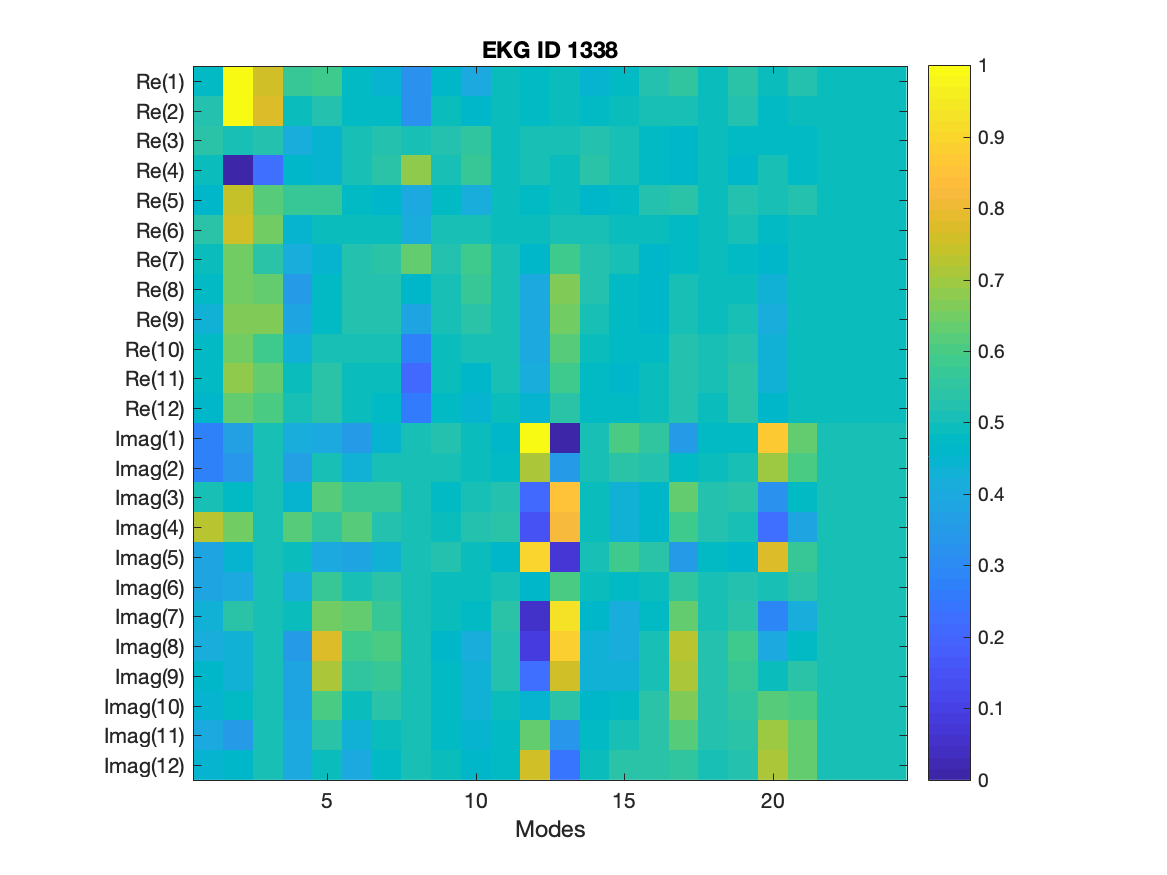 EKG ID 1338
Re(1)
Re(2)
Re(3)
Re(4)
Re(5)
Re(6)
Re(7)
Re(8)
Re(9)
Re(10)
Re(11)
Re(12)
Imag(1)
Imag(2)
Imag(3)
Imag(4)
Imag(5)
Imag(6)
Imag(7)
Imag(8)
Imag(9)
Imag(10)
Imag(11)
Imag(12)
5 10 15 20
Modes
1
0.9
0.8
0.7
0.6
0.5
0.4
0.3
0.2
0.1
0